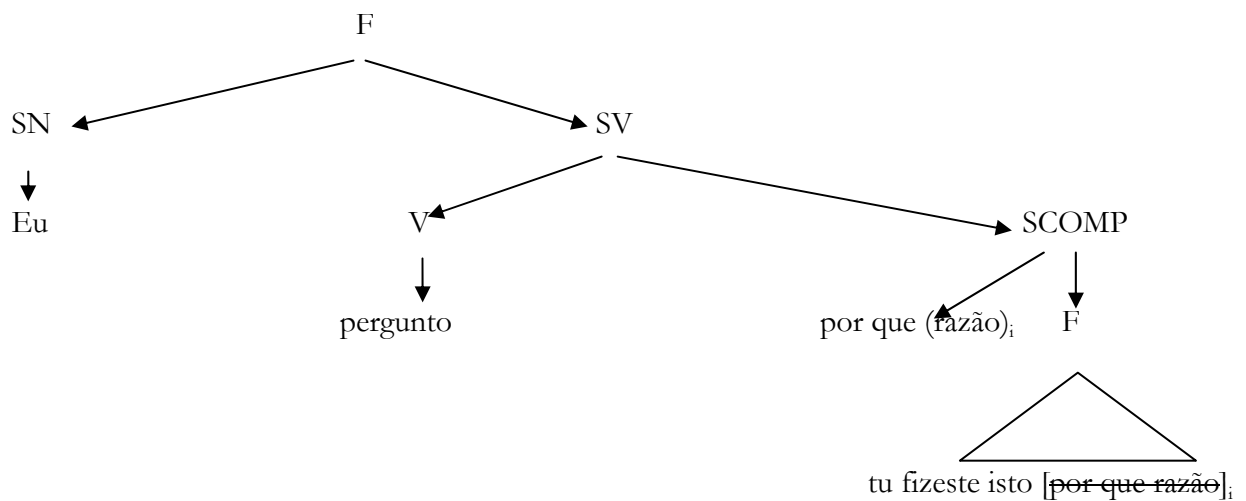 F
SN SV
Eu V SCOMP
pergunto por que (razão)i F
tu fizeste isto [por que razão]i